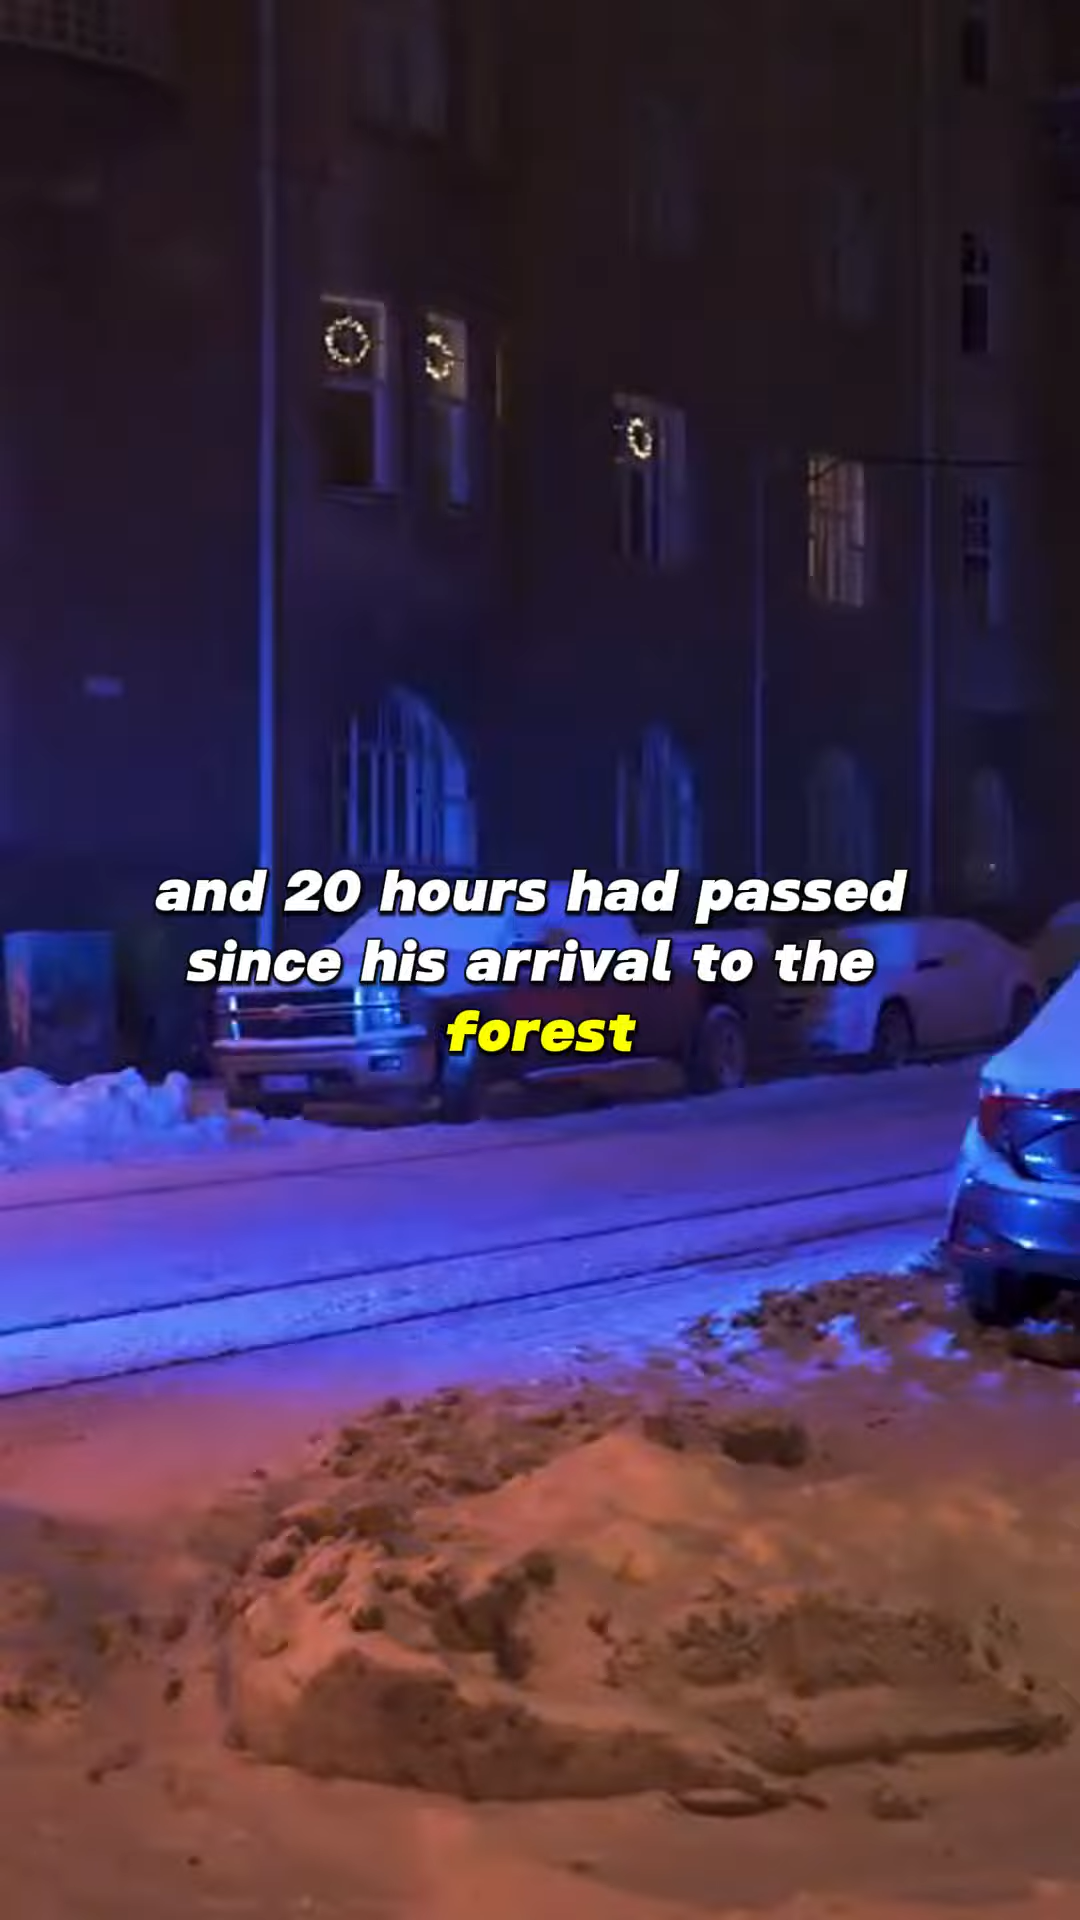 and 20 hours had passed
since his arrival to the
forest